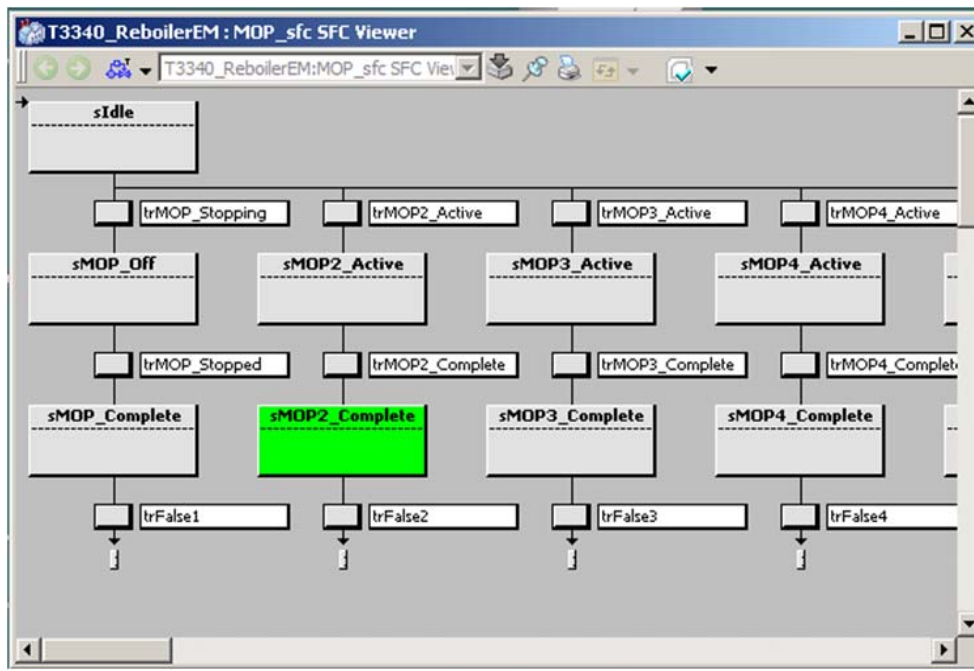 T3340_ReboilerEM : MOP_sfc SFC Viewer
T3340_ReboilerEM:MOP_sfc SFC Vie
sIdle
trMOP_Stopping trMOP2_Active trMOP3_Active trMOP4_Active
sMOP_Off sMOP2_Active sMOP3_Active sMOP4_Active
trMOP_Stopped trMOP2_Complete trMOP3_Complete trMOP4_Complete
sMOP_Complete sMOP2_Complete sMOP3_Complete sMOP4_Complete
trFalse1 trFalse2 trFalse3 trFalse4